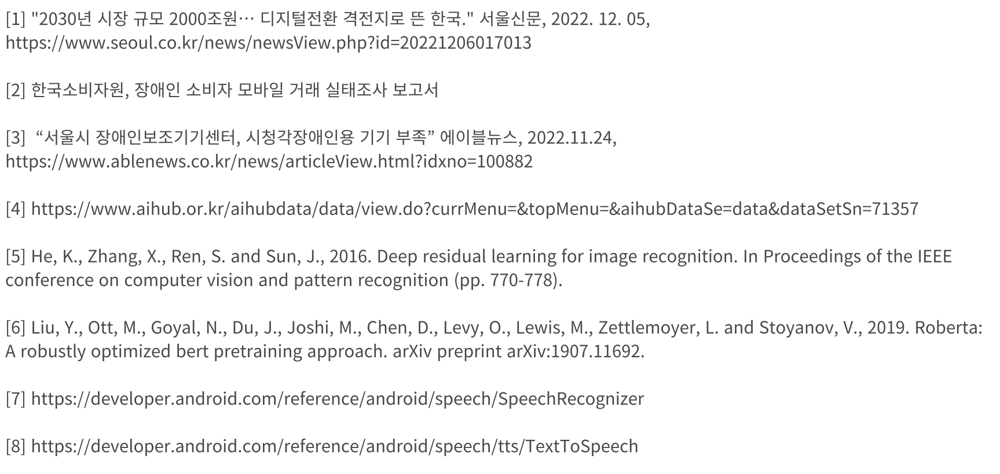 [1] "2030년 시장 규모 2000조원… 디지털전환 격전지로 뜬 한국." 서울신문, 2022. 12. 05,
https://www.seoul.co.kr/news/newsView.php?id=20221206017013
[2] 한국소비자원, 장애인 소비자 모바일 거래 실태조사 보고서
[3]  “서울시 장애인보조기기센터, 시청각장애인용 기기 부족” 에이블뉴스, 2022.11.24,
https://www.ablenews.co.kr/news/articleView.html?idxno=100882
[4] https://www.aihub.or.kr/aihubdata/data/view.do?currMenu=&topMenu=&aihubDataSe=data&dataSetSn=71357
[5] He, K., Zhang, X., Ren, S. and Sun, J., 2016. Deep residual learning for image recognition. In Proceedings of the IEEE
conference on computer vision and pattern recognition (pp. 770-778).
[6] Liu, Y., Ott, M., Goyal, N., Du, J., Joshi, M., Chen, D., Levy, O., Lewis, M., Zettlemoyer, L. and Stoyanov, V., 2019. Roberta:
A robustly optimized bert pretraining approach. arXiv preprint arXiv:1907.11692.
[7] https://developer.android.com/reference/android/speech/SpeechRecognizer
[8] https://developer.android.com/reference/android/speech/tts/TextToSpeech